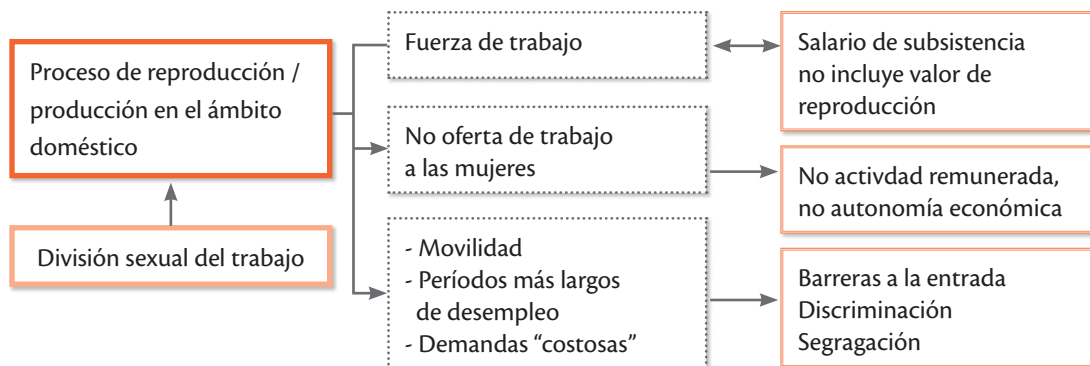 Proceso de reproducción /
producción en el ámbito
doméstico
División sexual del trabajo
Fuerza de trabajo
No oferta de trabajo
a las mujeres
- Movilidad
- Períodos más largos
de desempleo
- Demandas “costosas”
Salario de subsistencia
no incluye valor de
reproducción
No activdad remunerada,
no autonomía económica
Barreras a la entrada
Discriminación
Segragación